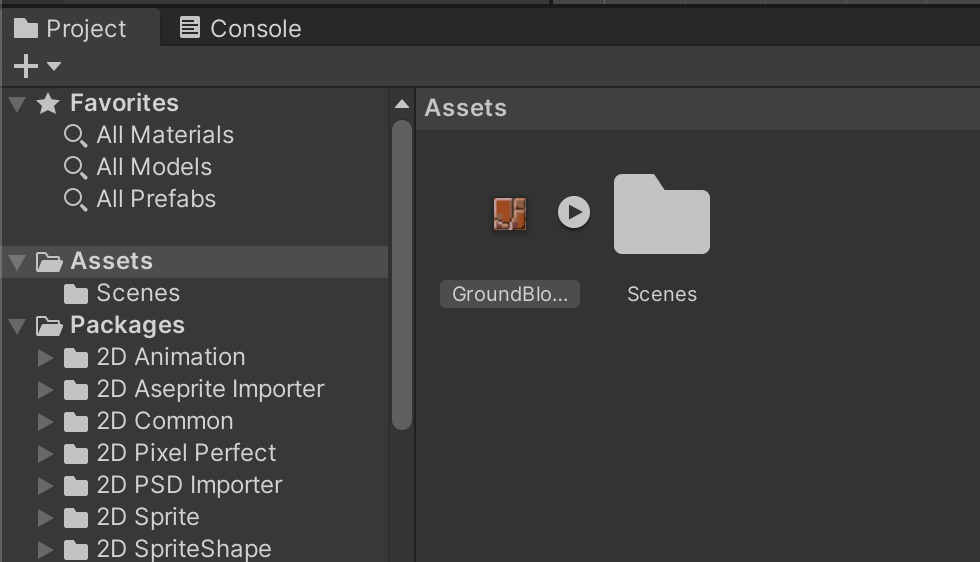 Project
Console
Favorites
All Materials
All Models
All Prefabs
Assets
Scenes
Packages
2D Animation
2D Aseprite Importer
2D Common
2D Pixel Perfect
2D PSD Importer
2D Sprite
2D SpriteShape
Assets
GroundBlo...
Scenes